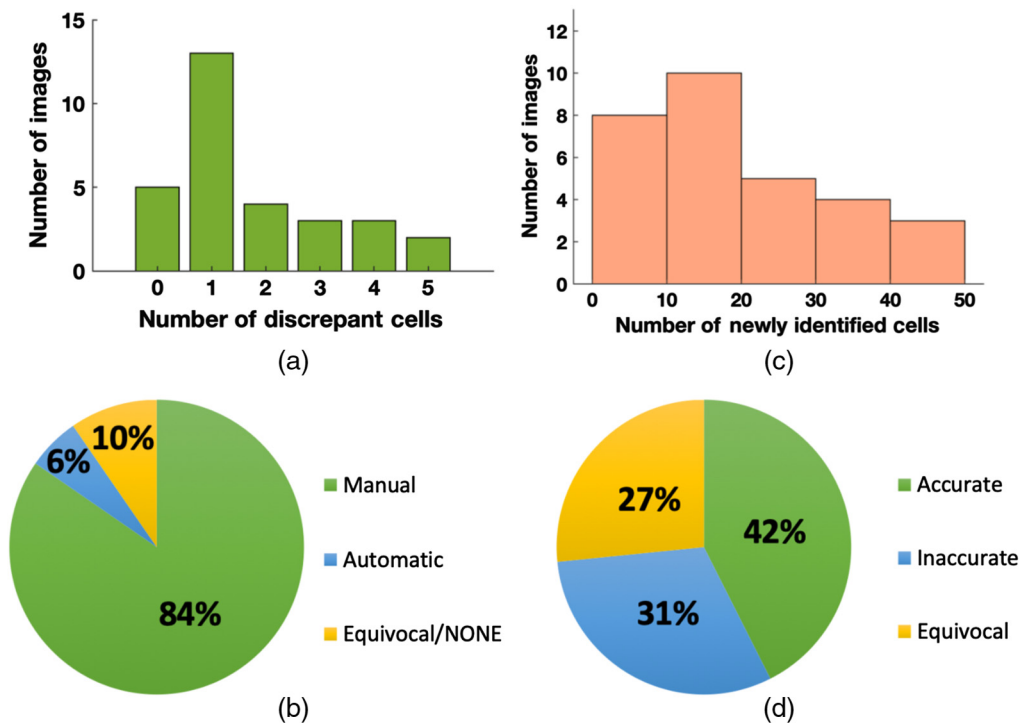 15
10
5
0
Number of images
0 1 2 3 4 5
Number of discrepant cells
(a)
12
10
8
6
4
2
0
Number of images
0 10 20 30 40 50
Number of newly identified cells
(c)
10%
6%
84%
Manual
Automatic
Equivocal/NONE
(b)
27%
42%
31%
Accurate
Inaccurate
Equivocal
(d)